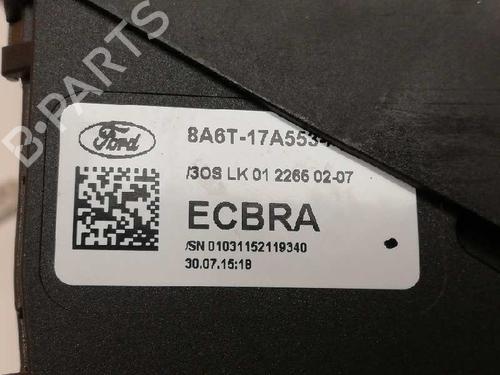 B-PARTS
Ford
8A6T-17A553-
/3OS LK 01 2266 02-07
ECBRA
/SN 01031152119340
30.07.15:18